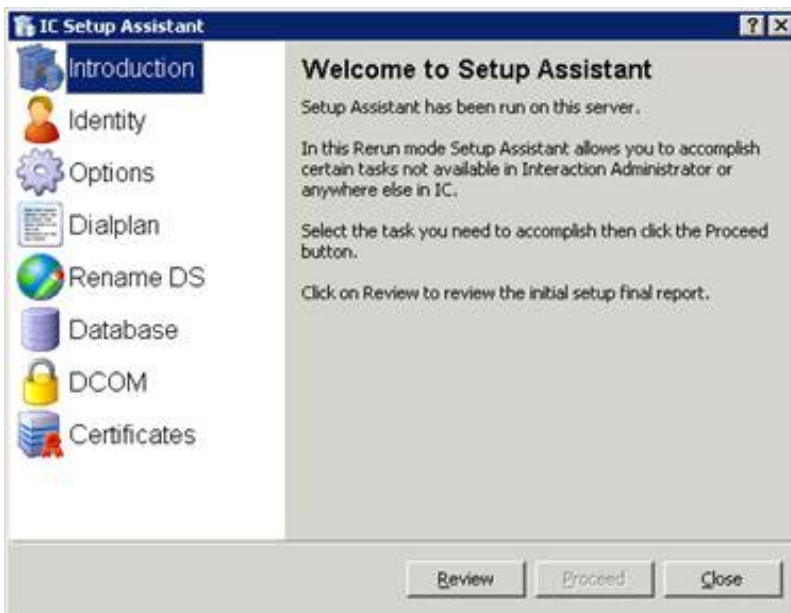 IC Setup Assistant
Introduction
Identity
Options
Dialplan
Rename DS
Database
DCOM
Certificates
Welcome to Setup Assistant
Setup Assistant has been run on this server.
In this Rerun mode Setup Assistant allows you to accomplish
certain tasks not available in Interaction Administrator or
anywhere else in IC.
Select the task you need to accomplish then click the Proceed
button.
Click on Review to review the initial setup final report.
Review
Proceed
Close